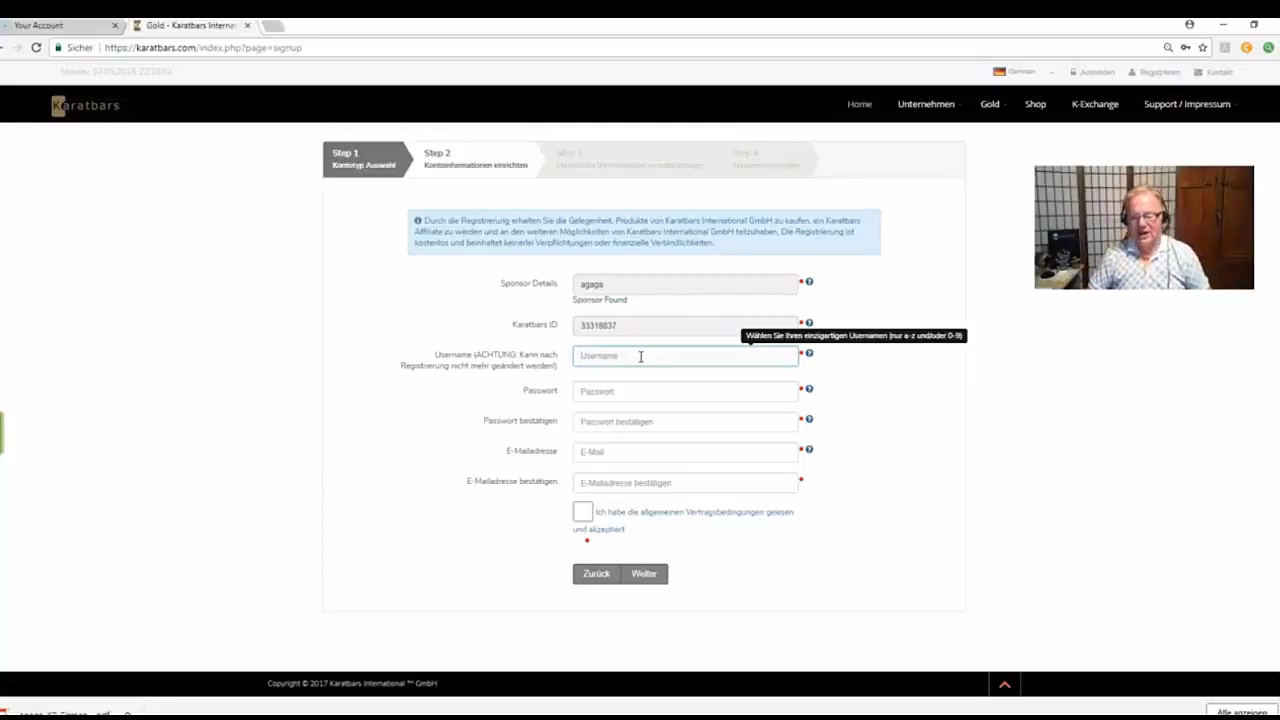 Your Account
Gold - Karatbars Internat
Sicher
https://karatbars.com/index.php?page=signup
German
Anmelden
Registrieren
Kontakt
Karatbars
Home
Unternehmen
Gold
Shop
K-Exchange
Support / Impressum
Step 1
Kontotyp Auswahl
Step 2
Kontoinformationen einrichten
Step 3
Step 4
Durch die Registrierung erhalten Sie die Gelegenheit, Produkte von Karatbars International GmbH zu kaufen, ein Karatbars
Affiliate zu werden und an den weiteren Möglichkeiten von Karatbars International GmbH teilzuhaben. Die Registrierung ist
kostenlos und beinhaltet keinerlei Verpflichtungen oder finanzielle Verbindlichkeiten.
Sponsor Details
agaga
Sponsor Found
Karatbars ID
33318837
Wählen Sie Ihren einzigartigen Usernamen (nur a-z und/oder 0-9)
Username (ACHTUNG: Kann nach
Registrierung nicht mehr geändert werden!)
Username
Passwort
Passwort
Passwort bestätigen
Passwort bestätigen
E-Mailadresse
E-Mail
E-Mailadresse bestätigen
E-Mailadresse bestätigen
Ich habe die allgemeinen Vertragsbedingungen gelesen
und akzeptiert
Zurück
Weiter
Copyright © 2017 Karatbars International ™ GmbH
Alle anzeigen